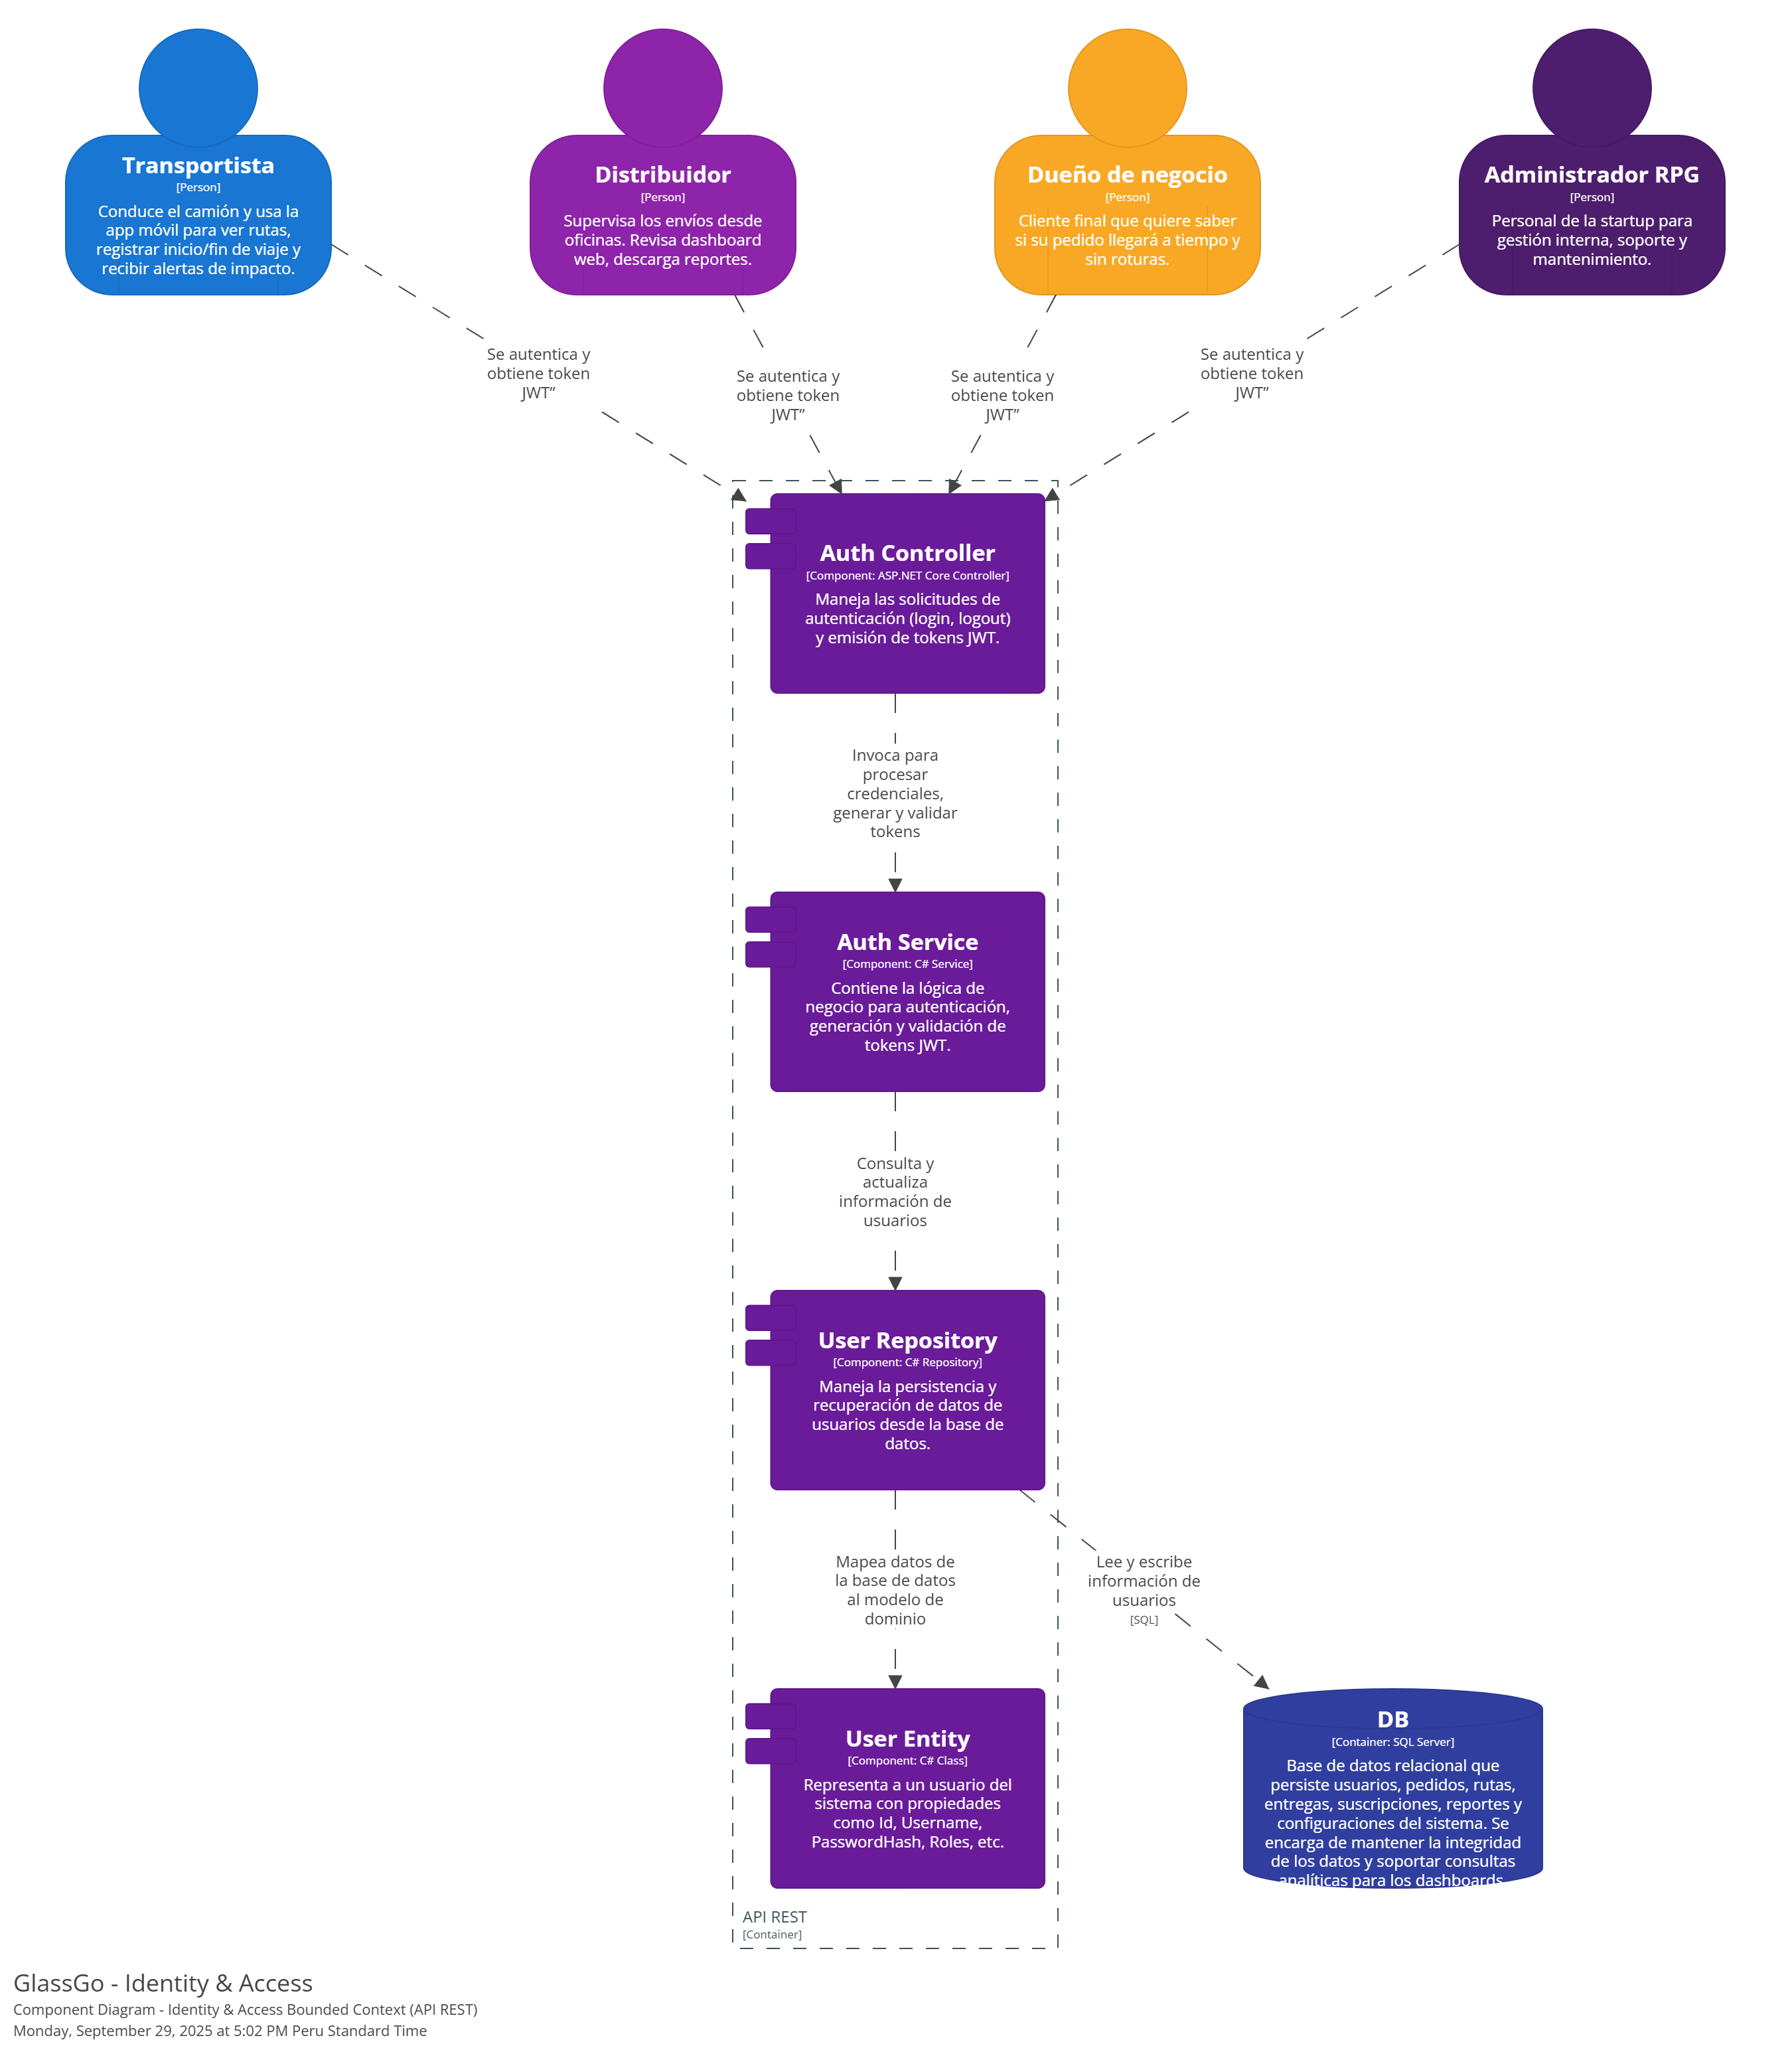 Transportista
[Person]
Conduce el camión y usa la
app móvil para ver rutas,
registrar inicio/fin de viaje y
recibir alertas de impacto.
Distribuidor
[Person]
Supervisa los envíos desde
oficinas. Revisa dashboard
web, descarga reportes.
Dueño de negocio
[Person]
Cliente final que quiere saber
si su pedido llegará a tiempo y
sin roturas.
Administrador RPG
[Person]
Personal de la startup para
gestión interna, soporte y
mantenimiento.
Se autentica y
obtiene token
JWT”
Se autentica y
obtiene token
JWT”
Se autentica y
obtiene token
JWT”
Se autentica y
obtiene token
JWT”
Auth Controller
[Component: ASP.NET Core Controller]
Maneja las solicitudes de
autenticación (login, logout)
y emisión de tokens JWT.
Invoca para
procesar
credenciales,
generar y validar
tokens
Auth Service
[Component: C# Service]
Contiene la lógica de
negocio para autenticación,
generación y validación de
tokens JWT.
Consulta y
actualiza
información de
usuarios
User Repository
[Component: C# Repository]
Maneja la persistencia y
recuperación de datos de
usuarios desde la base de
datos.
Mapea datos de
la base de datos
al modelo de
dominio
Lee y escribe
información de
usuarios
[SQL]
User Entity
[Component: C# Class]
Representa a un usuario del
sistema con propiedades
como Id, Username,
PasswordHash, Roles, etc.
DB
[Container: SQL Server]
Base de datos relacional que
persiste usuarios, pedidos, rutas,
entregas, suscripciones, reportes y
configuraciones del sistema. Se
encarga de mantener la integridad
de los datos y soportar consultas
analíticas para los dashboards.
API REST
[Container]
GlassGo - Identity & Access
Component Diagram - Identity & Access Bounded Context (API REST)
Monday, September 29, 2025 at 5:02 PM Peru Standard Time